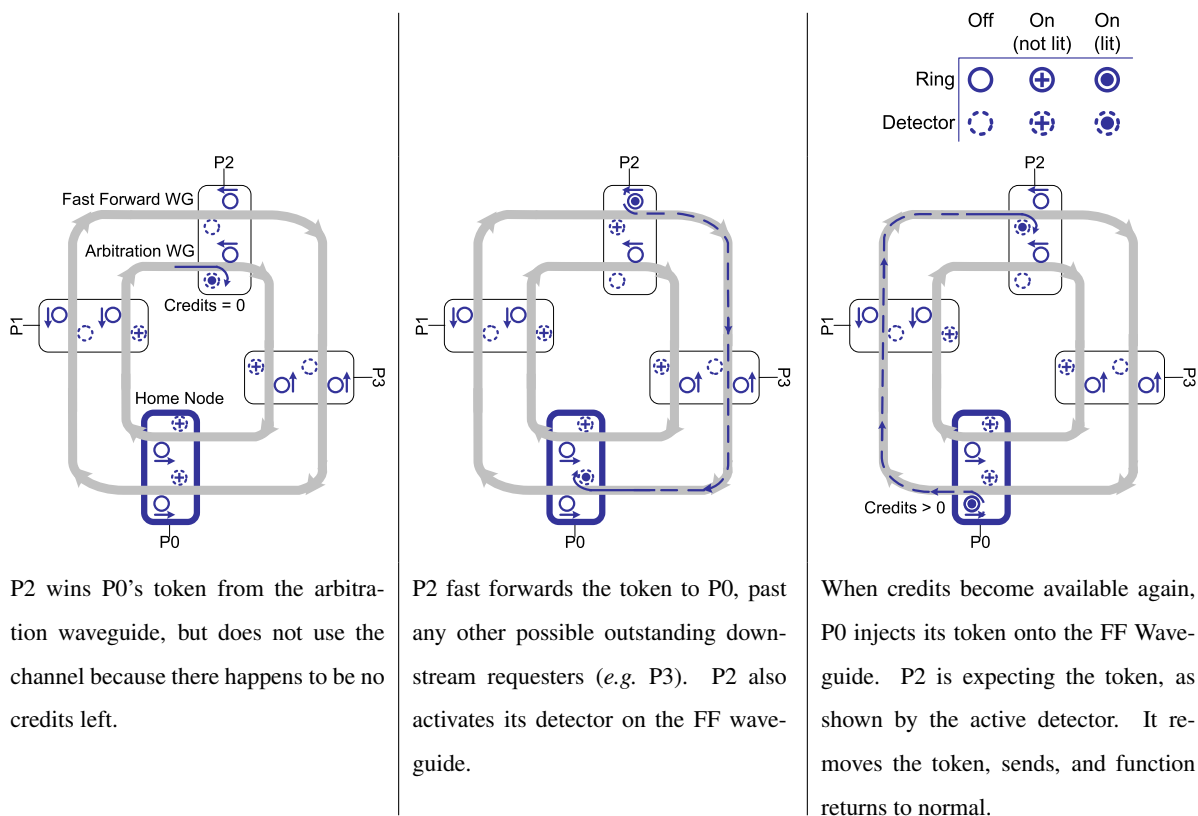 Off On On
(not lit) (lit)
Ring
Detector
P2
Fast Forward WG
Arbitration WG
Credits = 0
P1
P3
Home Node
P0
P2 wins P0’s token from the arbitra-
tion waveguide, but does not use the
channel because there happens to be no
credits left.
P2
P1
P3
P0
P2 fast forwards the token to P0, past
any other possible outstanding down-
stream requesters (e.g. P3). P2 also
activates its detector on the FF wave-
guide.
P2
P1
P3
Credits > 0
P0
When credits become available again,
P0 injects its token onto the FF Wave-
guide. P2 is expecting the token, as
shown by the active detector. It re-
moves the token, sends, and function
returns to normal.